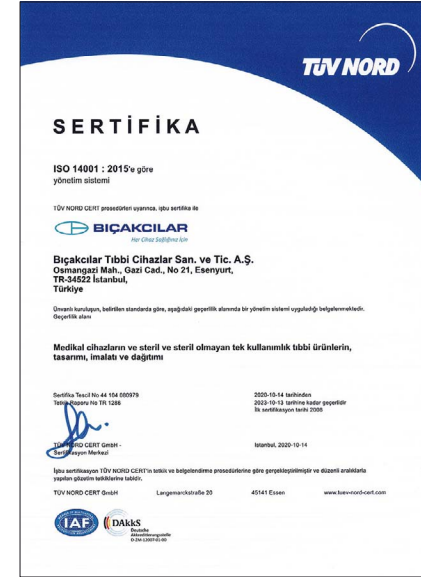 TÜV NORD
SERTİFİKA
ISO 14001 : 2015'e göre
yönetim sistemi
TÜV NORD CERT prosedürleri uyarınca, işbu sertifika ile
BIÇAKCILAR
Her Cihaz Sağlığınız İçin
Bıçakcılar Tıbbi Cihazlar San. ve Tic. A.Ş.
Osmangazi Mah., Gazi Cad., No 21, Esenyurt,
TR-34522 İstanbul,
Türkiye
Ünvanlı kuruluşun, belirtilen standarda göre, aşağıdaki geçerlilik alanında bir yönetim sistemi uyguladığı belgelenmektedir.
Geçerlilik alanı
Medikal cihazların ve steril ve steril olmayan tek kullanımlık tıbbi ürünlerin,
tasarımı, imalatı ve dağıtımı
Sertifika Tescil No 44 104 080979
Tetkik Raporu No TR 1286
2020-10-14 tarihinden
2023-10-13 tarihine kadar geçerlidir
İlk sertifikasyon tarihi 2008
TÜV NORD CERT GmbH -
Sertifikasyon Merkezi
Istanbul, 2020-10-14
İşbu sertifikasyon TÜV NORD CERT'in tetkik ve belgelendirme prosedürlerine göre gerçekleştirilmiştir ve düzenli aralıklarla
yapılan gözetim tetkiklerine tabidir.
TÜV NORD CERT GmbH Langemarckstraße 20 45141 Essen www.tuev-nord-cert.com
IAF
DAkkS
Deutsche
Akkreditierungsstelle
D-ZM-12007-01-00